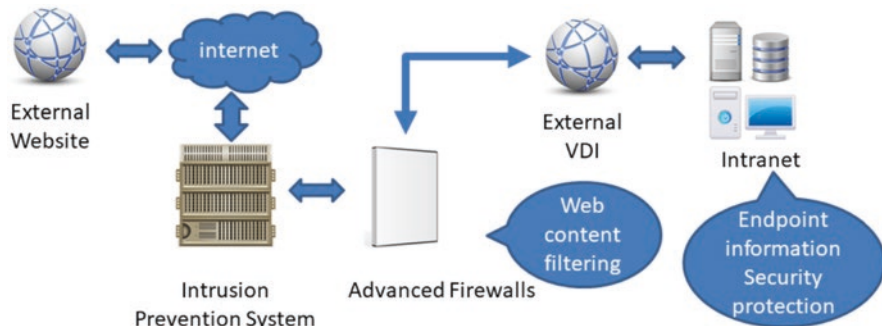 internet
External
Website
External
VDI
Intranet
Web
content
filtering
Endpoint
information
Security
protection
Intrusion
Prevention System
Advanced Firewalls